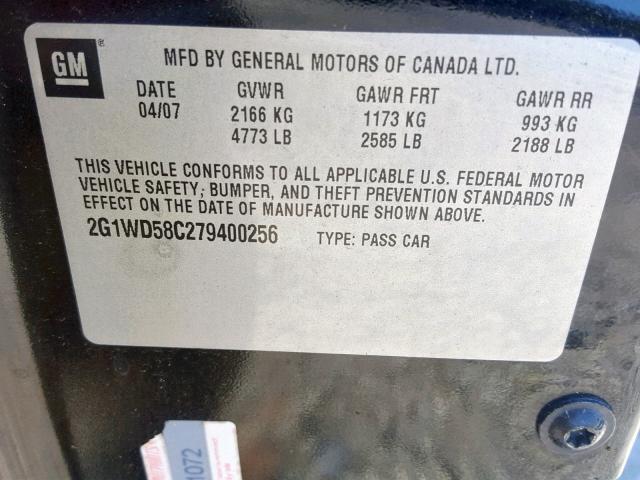 GM®
MFD BY GENERAL MOTORS OF CANADA LTD.
DATE GVWR GAWR FRT GAWR RR
04/07 2166 KG 1173 KG 993 KG
4773 LB 2585 LB 2188 LB
THIS VEHICLE CONFORMS TO ALL APPLICABLE U.S. FEDERAL MOTOR
VEHICLE SAFETY, BUMPER, AND THEFT PREVENTION STANDARDS IN
EFFECT ON THE DATE OF MANUFACTURE SHOWN ABOVE.
2G1WD58C279400256 TYPE: PASS CAR
1072